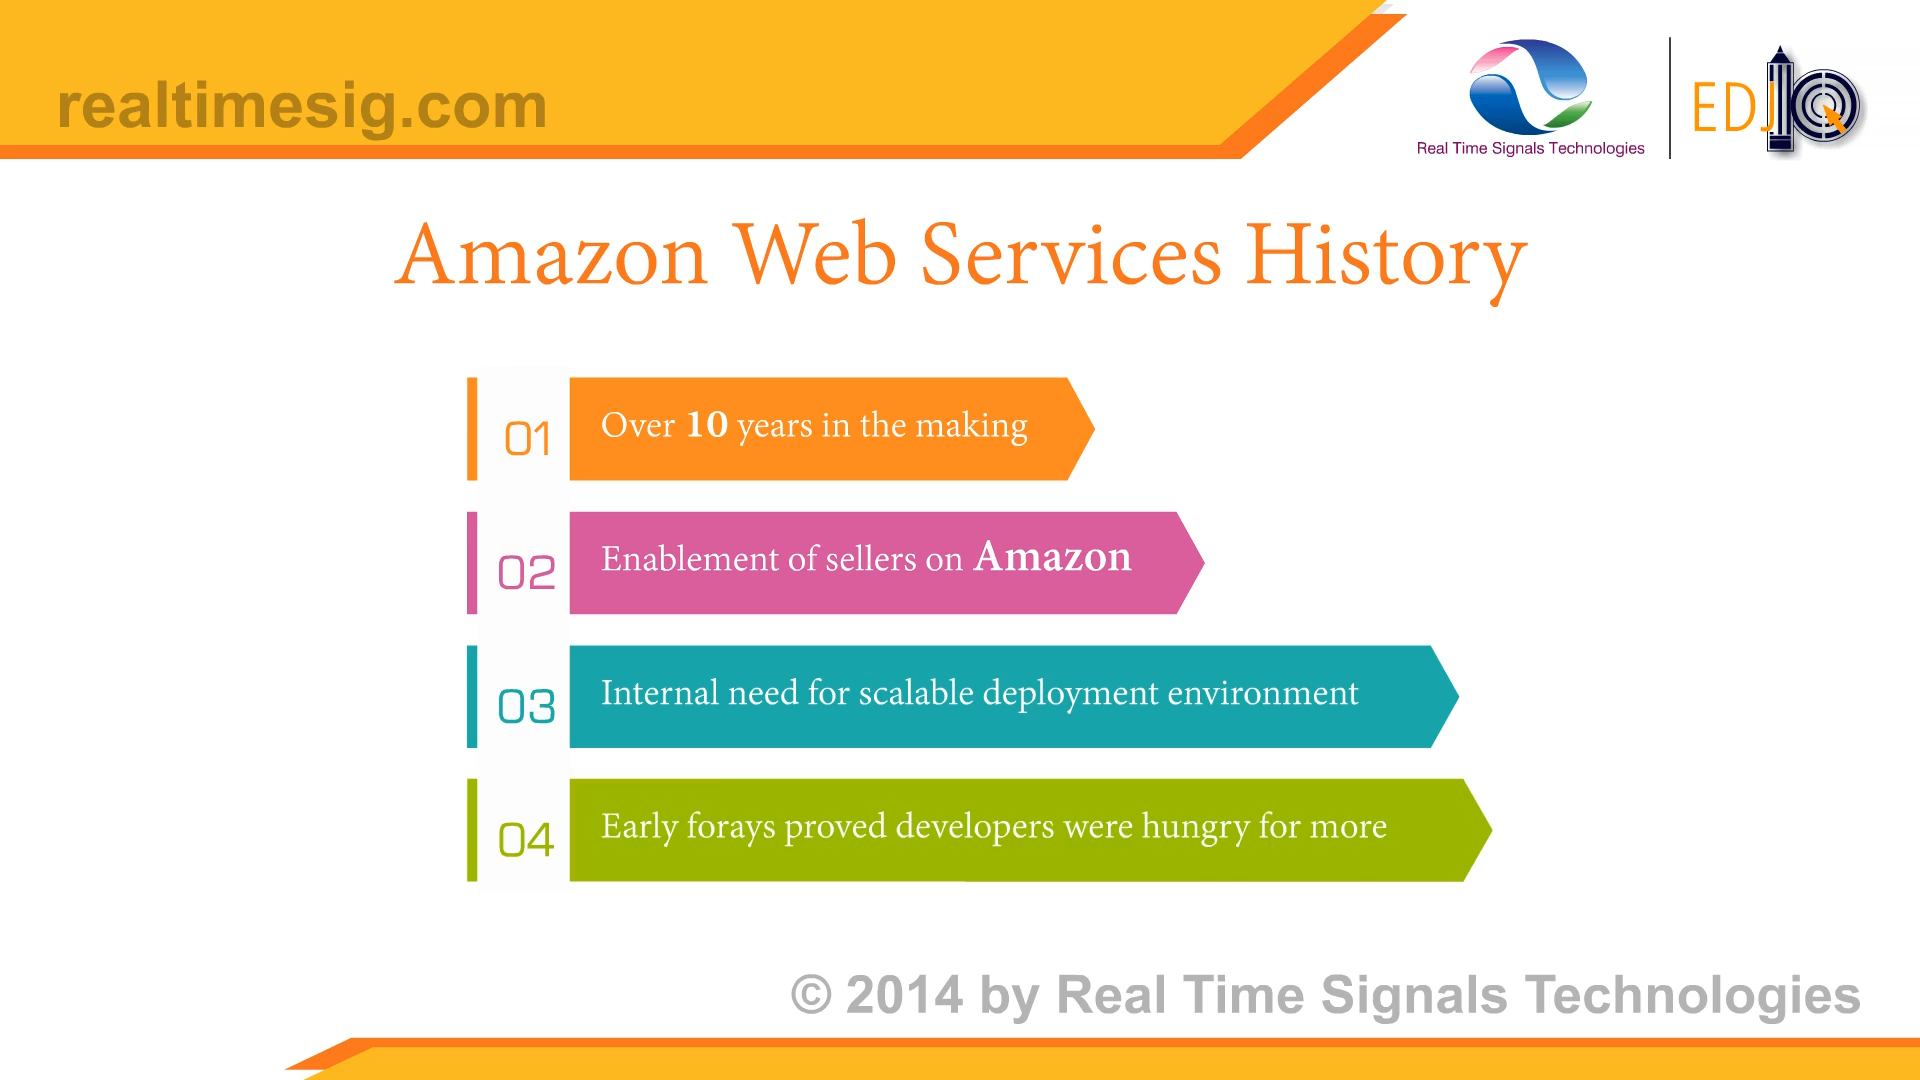 realtimesig.com
Real Time Signals Technologies
EDJ
Amazon Web Services History
01 Over 10 years in the making
02 Enablement of sellers on Amazon
03 Internal need for scalable deployment environment
04 Early forays proved developers were hungry for more
© 2014 by Real Time Signals Technologies